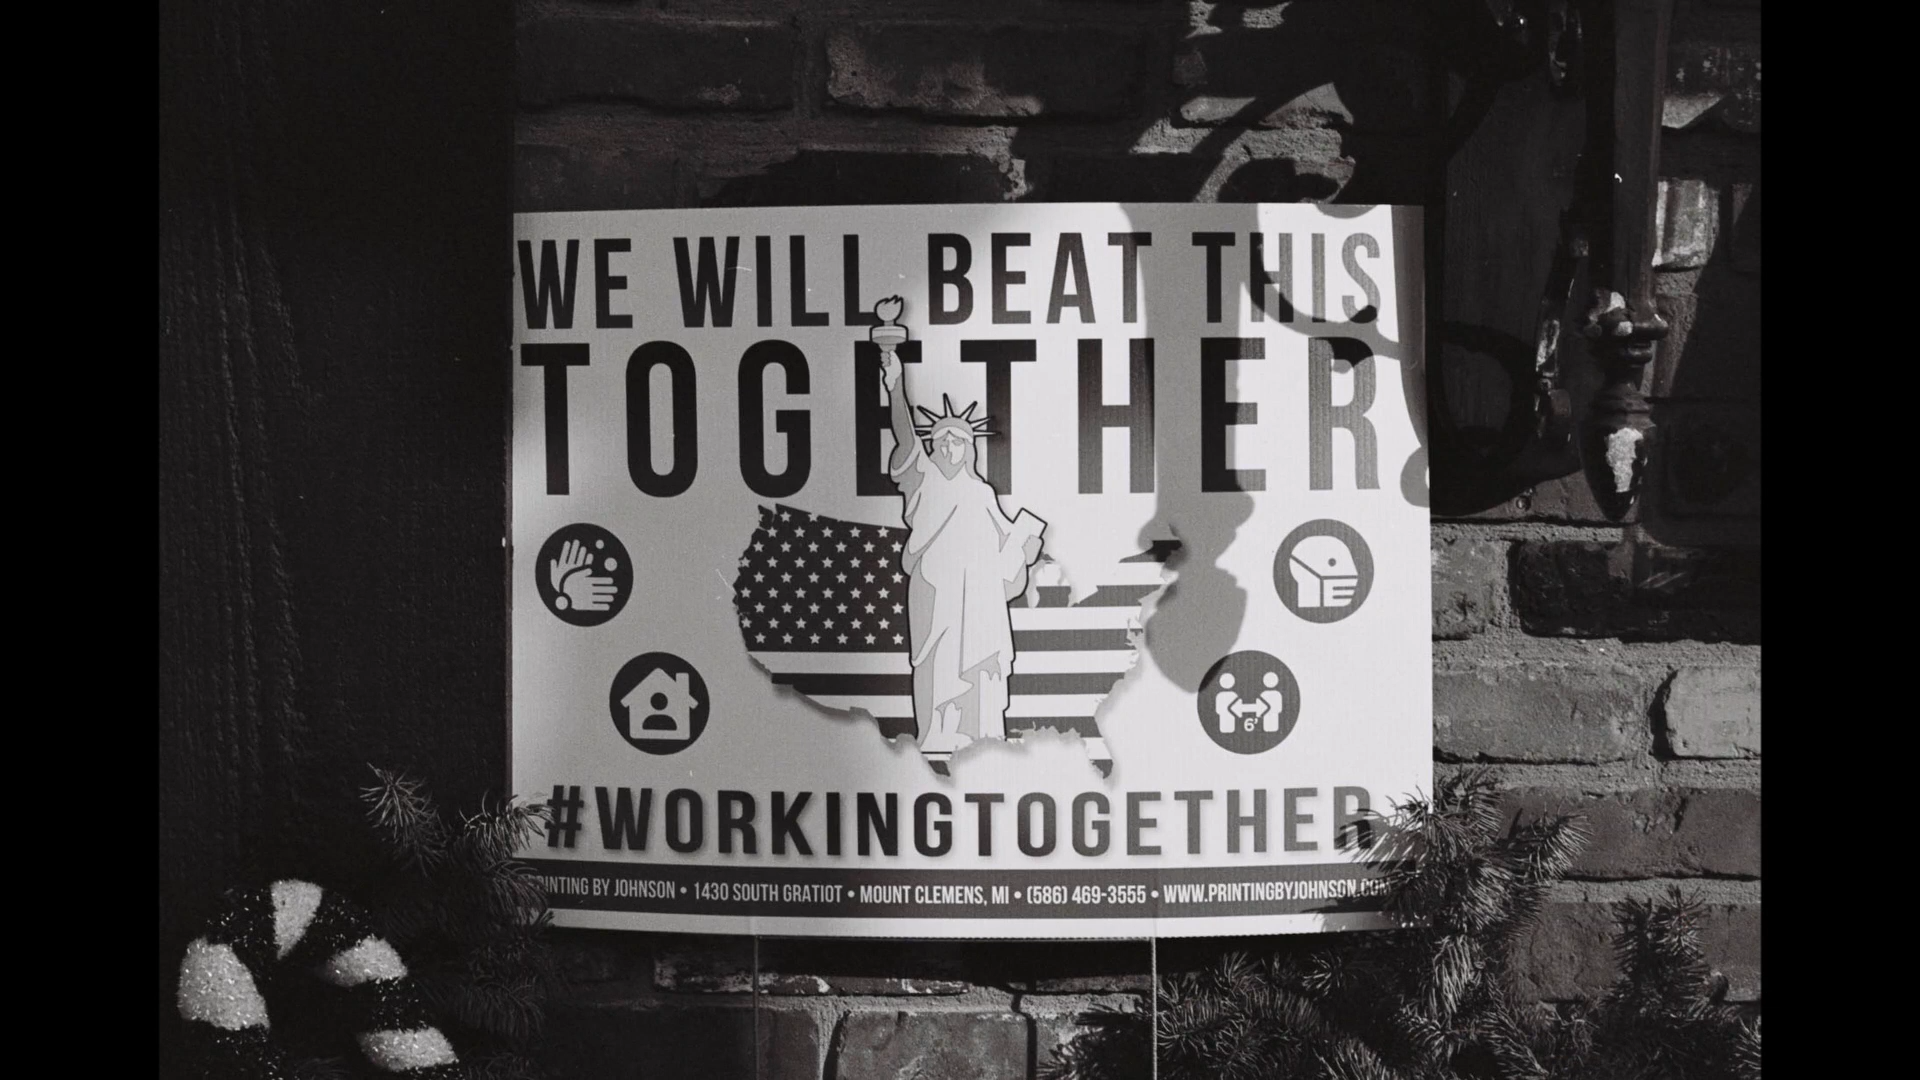 WE WILL BEAT THIS
TOGETHER
6'
#WORKINGTOGETHER
PRINTING BY JOHNSON • 1430 SOUTH GRATIOT • MOUNT CLEMENS, MI • (586) 469-3555 • WWW.PRINTINGBYJOHNSON.COM